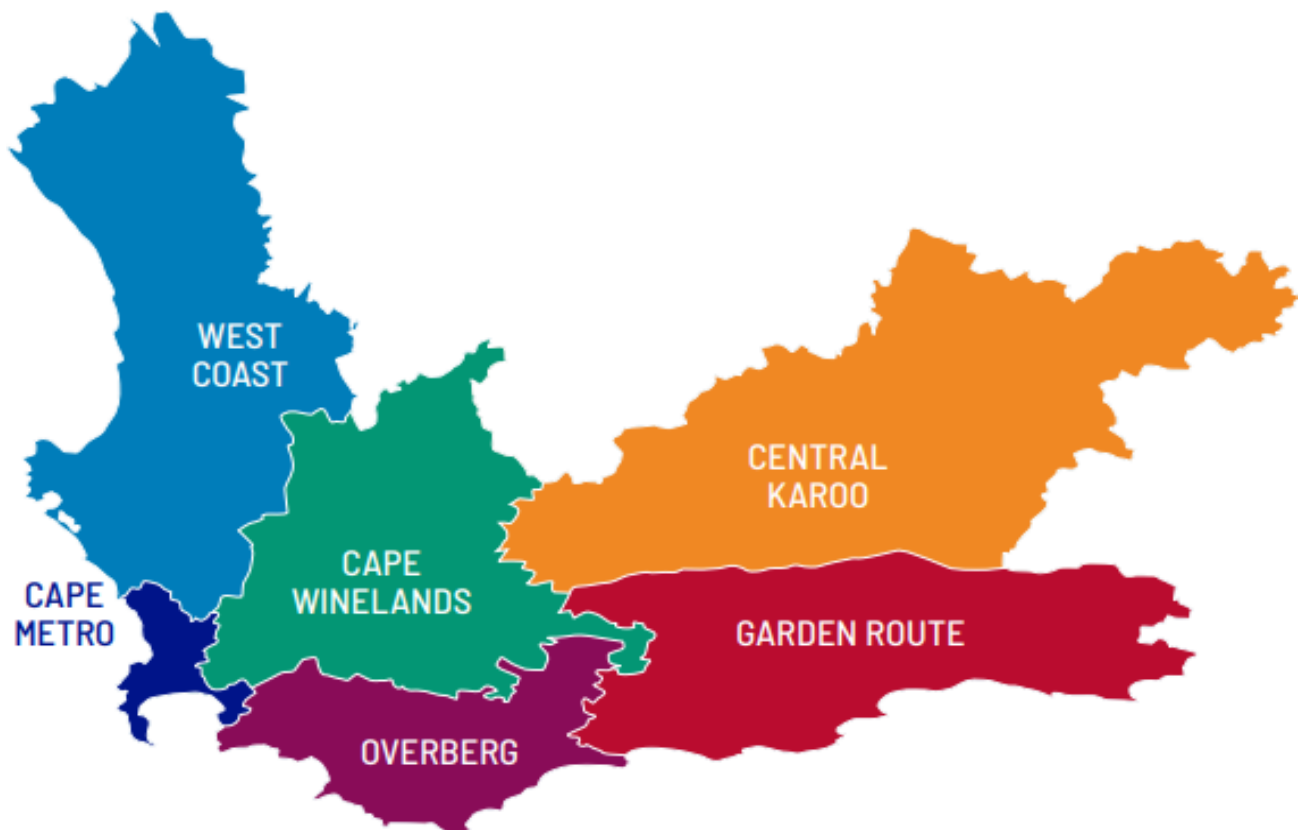 WEST
COAST
CENTRAL
KAROO
CAPE
WINELANDS
CAPE
METRO
GARDEN ROUTE
OVERBERG